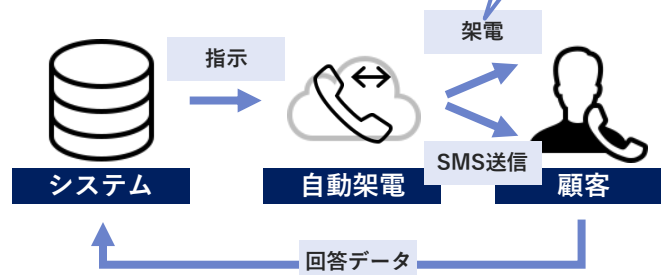 架電
指示
SMS送信
システム
自動架電
顧客
回答データ